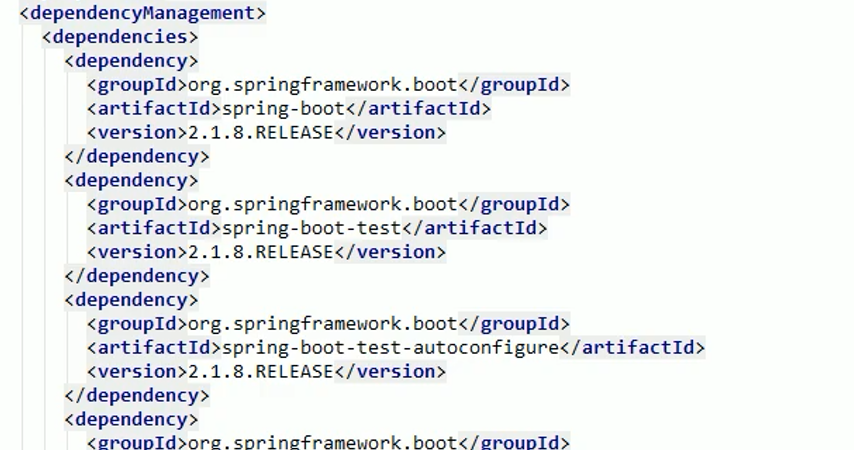 <dependencyManagement>
<dependencies>
<dependency>
<groupId>org.springframework.boot</groupId>
<artifactId>spring-boot</artifactId>
<version>2.1.8.RELEASE</version>
</dependency>
<dependency>
<groupId>org.springframework.boot</groupId>
<artifactId>spring-boot-test</artifactId>
<version>2.1.8.RELEASE</version>
</dependency>
<dependency>
<groupId>org.springframework.boot</groupId>
<artifactId>spring-boot-test-autoconfigure</artifactId>
<version>2.1.8.RELEASE</version>
</dependency>
<dependency>
<groupId>org.springframework.boot</groupId>